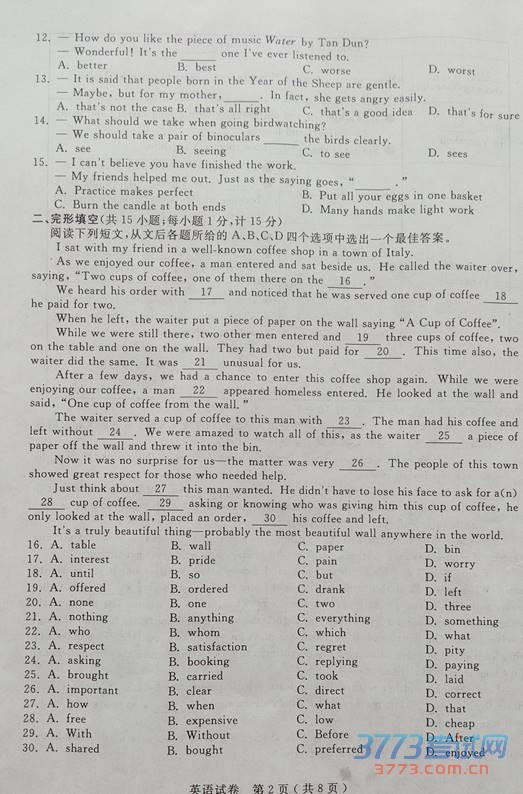 12. — How do you like the piece of music Water by Tan Dun?
— Wonderful! It's the ______ one I've ever listened to.
A. better B. best C. worse D. worst
13. — It is said that people born in the Year of the Sheep are gentle.
— Maybe, but for my mother, ______. In fact, she gets angry easily.
A. that's not the case B. that's all right C. that's a good idea D. that's for sure
14. — What should we take when going birdwatching?
— We should take a pair of binoculars ______ the birds clearly.
A. see B. seeing C. to see D. sees
15. — I can't believe you have finished the work.
— My friends helped me out. Just as the saying goes, “ ______ .”
A. Practice makes perfect B. Put all your eggs in one basket
C. Burn the candle at both ends D. Many hands make light work
二、完形填空(共 15 小题;每小题 1 分,计 15 分)
阅读下列短文,从文后各题所给的 A、B、C、D 四个选项中选出一个最佳答案。
I sat with my friend in a well-known coffee shop in a town of Italy.
As we enjoyed our coffee, a man entered and sat beside us. He called the waiter over,
saying, “Two cups of coffee, one of them there on the 16 .”
We heard his order with 17 and noticed that he was served one cup of coffee 18
he paid for two.
When he left, the waiter put a piece of paper on the wall saying “A Cup of Coffee”.
While we were still there, two other men entered and 19 three cups of coffee, two
on the table and one on the wall. They had two but paid for 20 . This time also, the
waiter did the same. It was 21 unusual for us.
After a few days, we had a chance to enter this coffee shop again. While we were
enjoying our coffee, a man 22 appeared homeless entered. He looked at the wall and
said, “One cup of coffee from the wall.”
The waiter served a cup of coffee to this man with 23 . The man had his coffee and
left without 24 . We were amazed to watch all of this, as the waiter 25 a piece of
paper off the wall and threw it into the bin.
Now it was no surprise for us—the matter was very 26 . The people of this town
showed great respect for those who needed help.
Just think about 27 this man wanted. He didn't have to lose his face to ask for a(n)
28 cup of coffee. 29 asking or knowing who was giving him this cup of coffee, he
only looked at the wall, placed an order, 30 his coffee and left.
It's a truly beautiful thing—probably the most beautiful wall anywhere in the world.
16. A. table B. wall C. paper D. bin
17. A. interest B. pride C. pain D. worry
18. A. until B. so C. but D. if
19. A. offered B. ordered C. drank D. left
20. A. none B. one C. two D. three
21. A. nothing B. anything C. everything D. something
22. A. who B. whom C. which D. what
23. A. respect B. satisfaction C. regret D. pity
24. A. asking B. booking C. replying D. paying
25. A. brought B. carried C. took D. laid
26. A. important B. clear C. direct D. correct
27. A. how B. when C. what D. that
28. A. free B. expensive C. low D. cheap
29. A. With B. Without C. Before D. After
30. A. shared B. bought C. preferred D. enjoyed
3773考试网
3773.com.cn
英语试卷 第 2 页 (共 8 页)